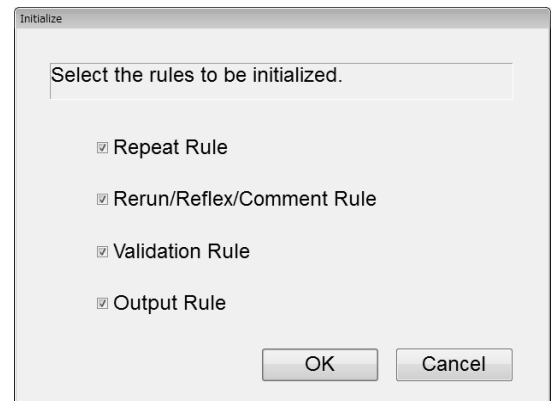 Initialize
Select the rules to be initialized.
Repeat Rule
Rerun/Reflex/Comment Rule
Validation Rule
Output Rule
OK Cancel